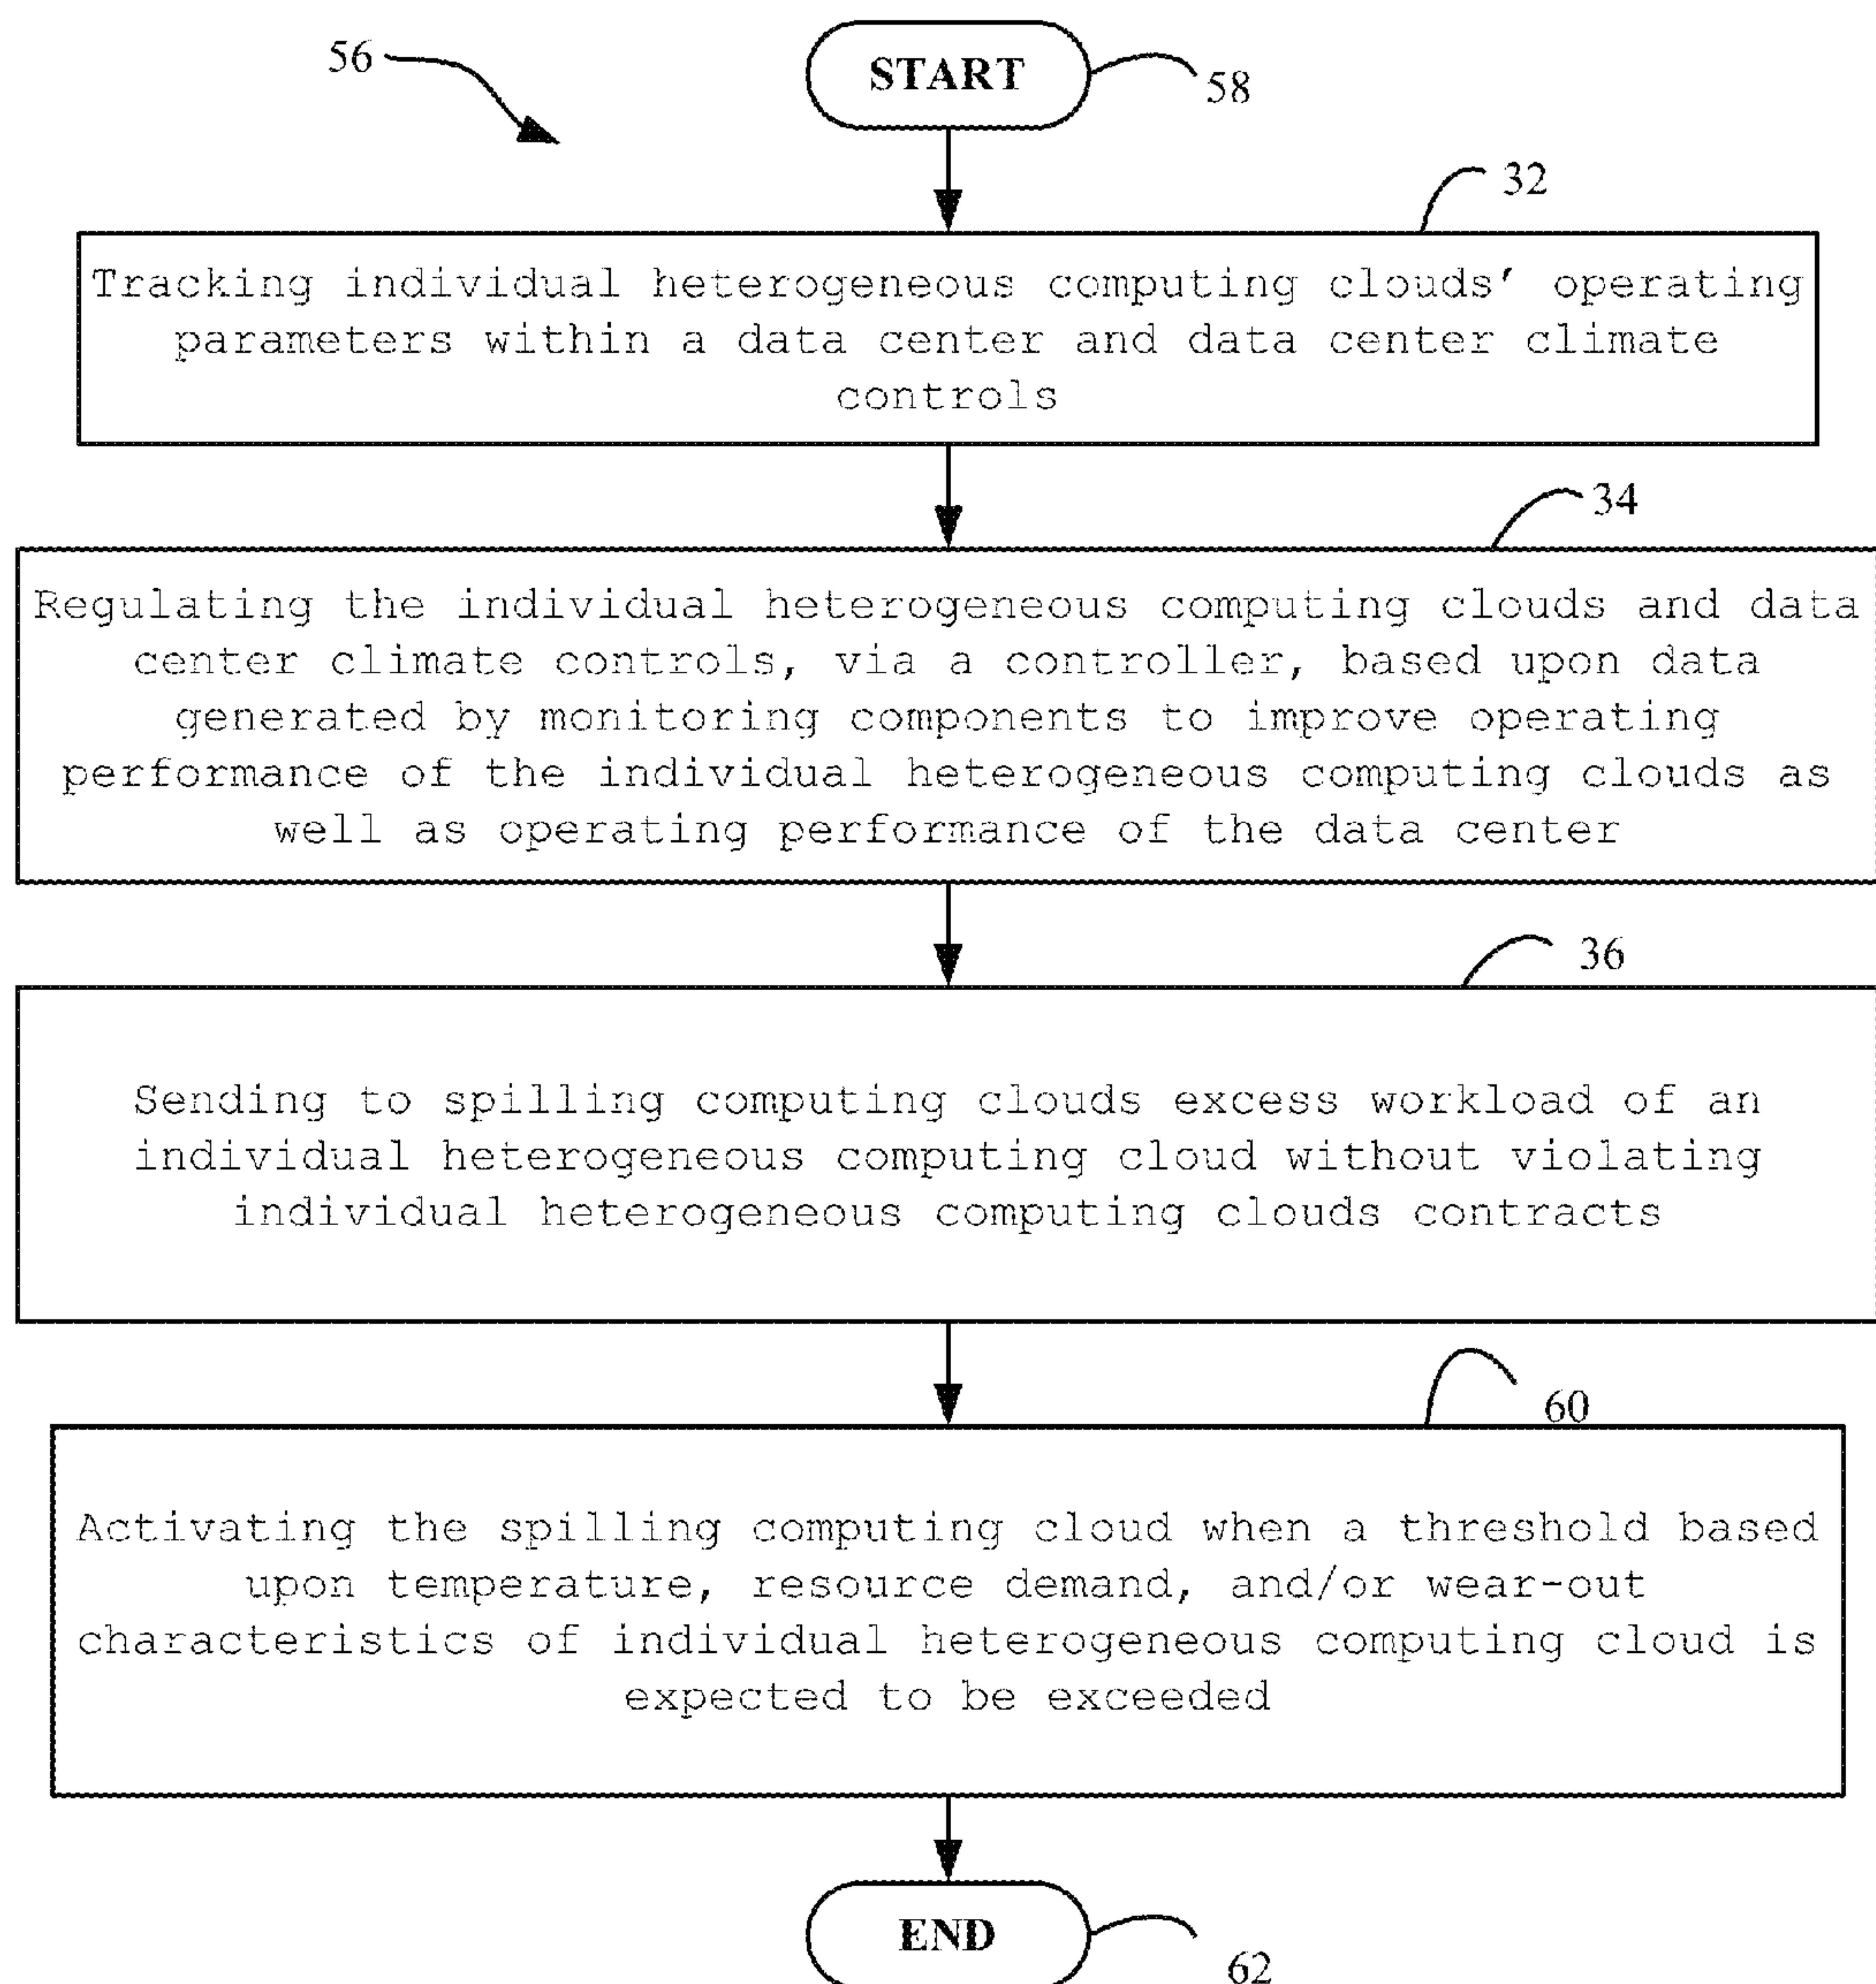 56
START
58
32
Tracking individual heterogeneous computing clouds' operating
parameters within a data center and data center climate
controls
34
Regulating the individual heterogeneous computing clouds and data
center climate controls, via a controller, based upon data
generated by monitoring components to improve operating
performance of the individual heterogeneous computing clouds as
well as operating performance of the data center
36
Sending to spilling computing clouds excess workload of an
individual heterogeneous computing cloud without violating
individual heterogeneous computing clouds contracts
60
Activating the spilling computing cloud when a threshold based
upon temperature, resource demand, and/or wear-out
characteristics of individual heterogeneous computing cloud is
expected to be exceeded
END
62